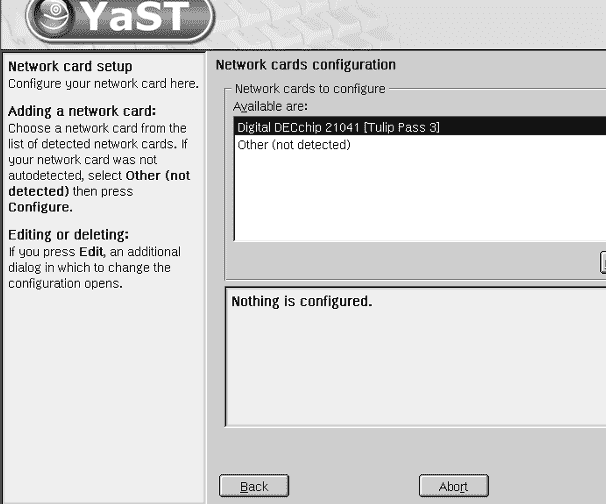 YaST
Network card setup
Configure your network card here.
Adding a network card:
Choose a network card from the
list of detected network cards. If
your network card was not
autodetected, select Other (not
detected) then press
Configure.
Editing or deleting:
If you press Edit, an additional
dialog in which to change the
configuration opens.
Network cards configuration
Network cards to configure
Available are:
Digital DECchip 21041 [Tulip Pass 3]
Other (not detected)
Nothing is configured.
Back
Abort